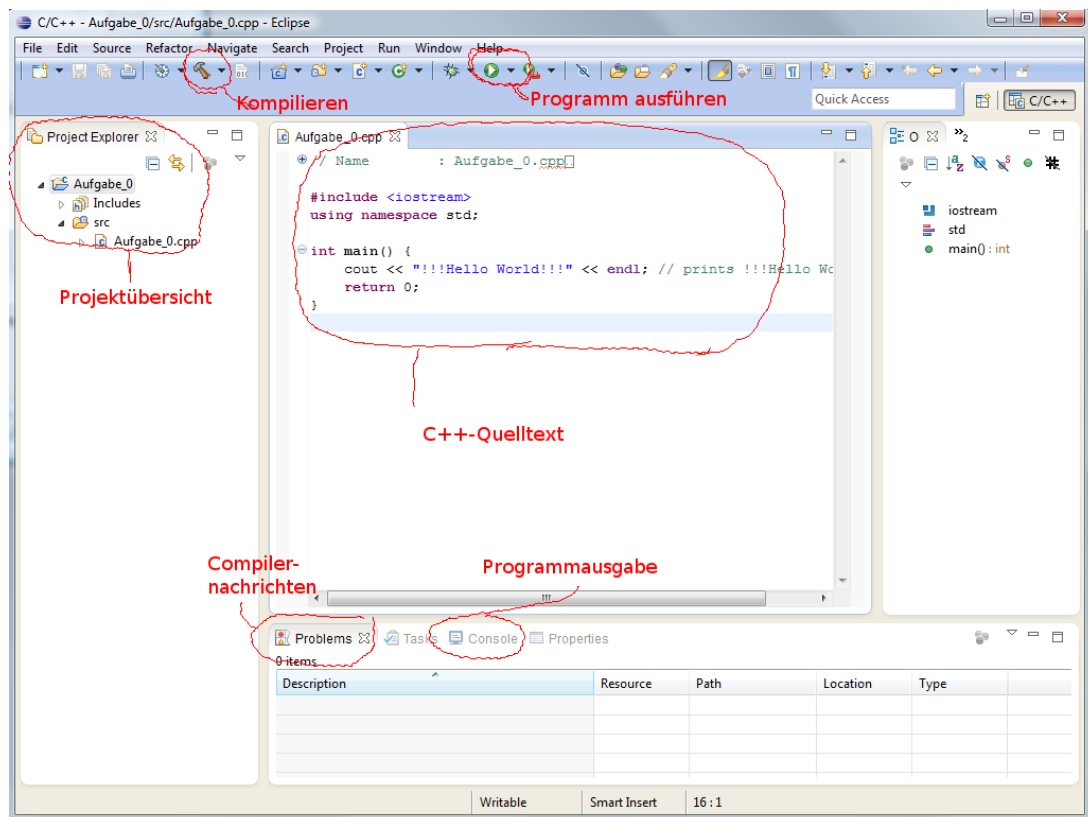 C/C++ - Aufgabe_0/src/Aufgabe_0.cpp - Eclipse
File Edit Source Refactor Navigate Search Project Run Window Help
Kompilieren
Programm ausführen
Quick Access
C/C++
Project Explorer
Aufgabe_0
Includes
src
Aufgabe_0.cpp
Projektübersicht
Aufgabe_0.cpp
// Name : Aufgabe_0.cpp
#include <iostream>
using namespace std;
int main() {
cout << "!!!Hello World!!!" << endl; // prints !!!Hello Wo
return 0;
}
C++-Quelltext
O
»2
iostream
std
main() : int
Compiler-
nachrichten
Programmausgabe
Problems Tasks Console Properties
0 items
Description Resource Path Location Type
Writable Smart Insert 16 : 1